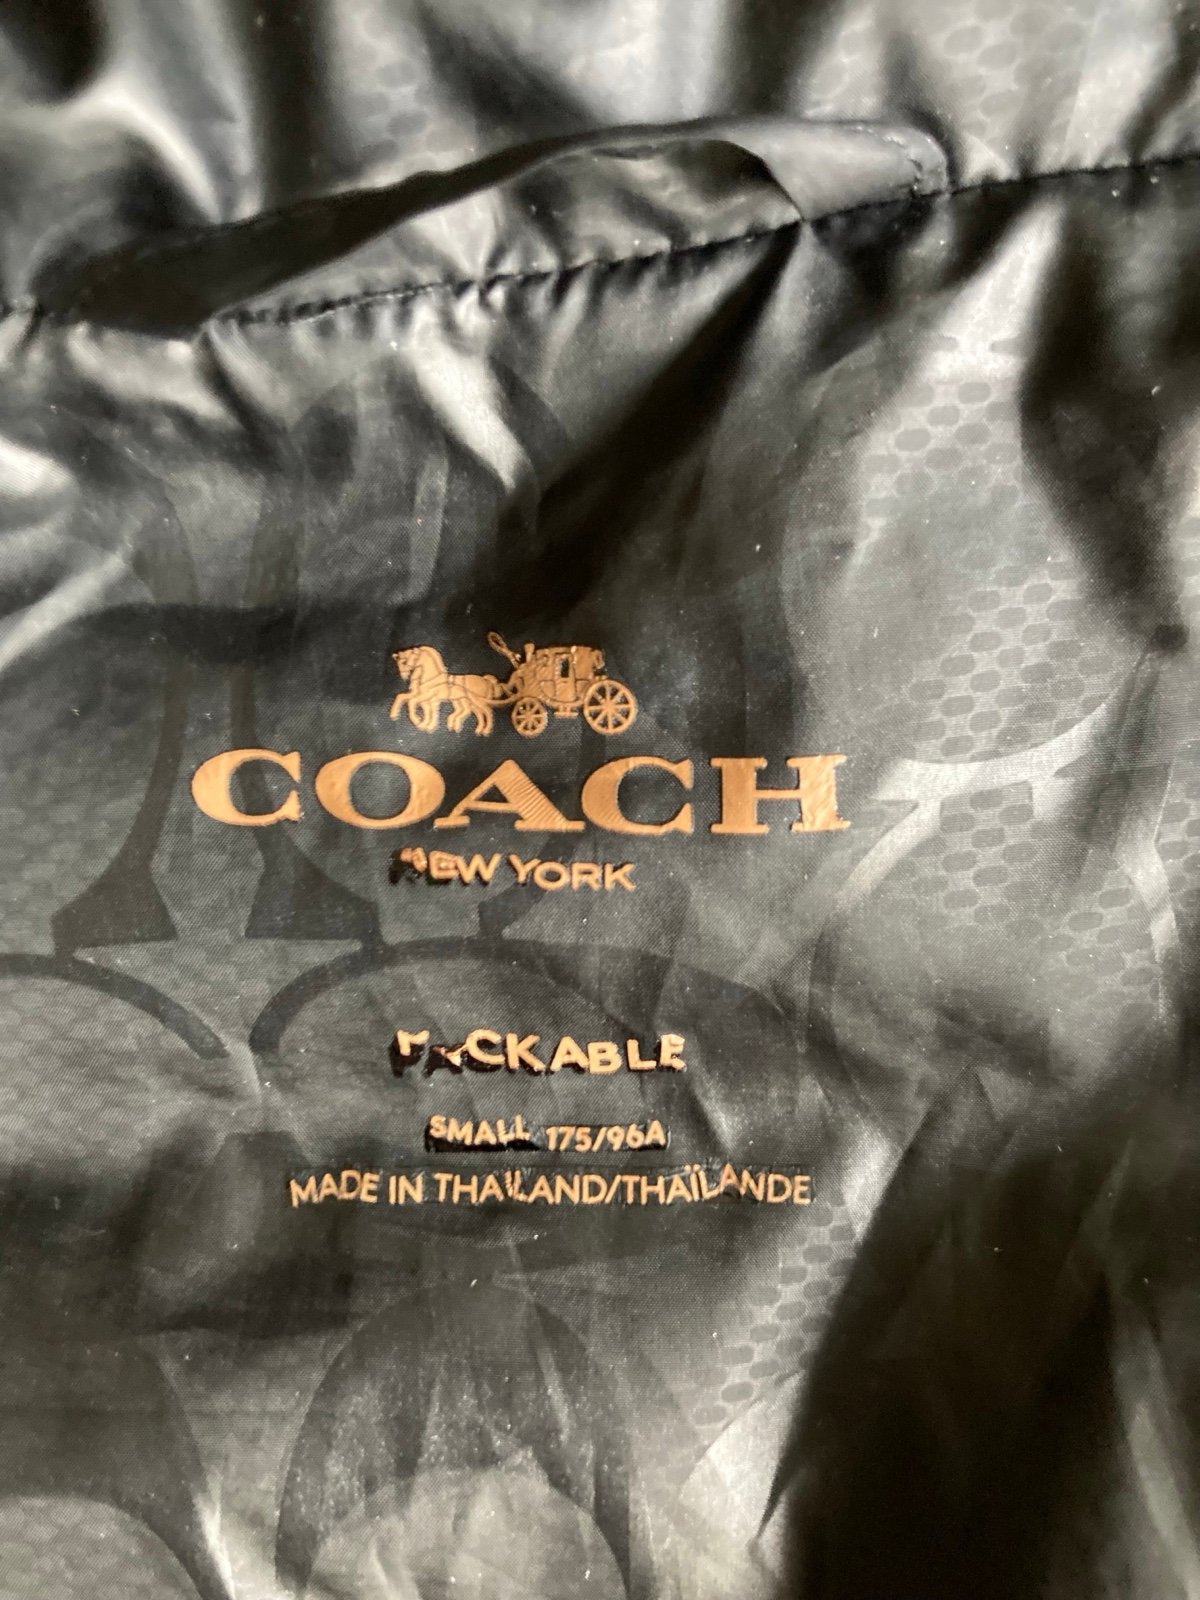 COACH
NEW YORK
PACKABLE
SMALL 175/96A
MADE IN THAILAND/THAÏLANDE